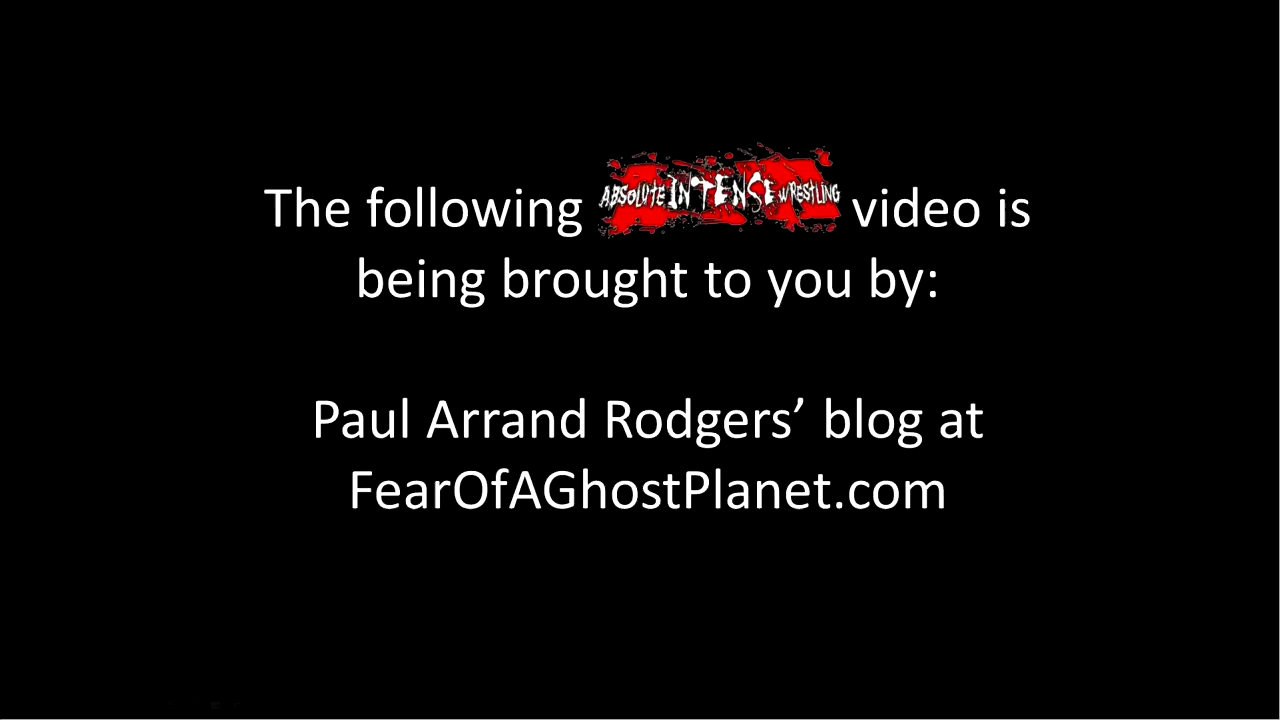 The following ABSOLUTE INTENSE WRESTLING video is
being brought to you by:
Paul Arrand Rodgers’ blog at
FearOfAGhostPlanet.com